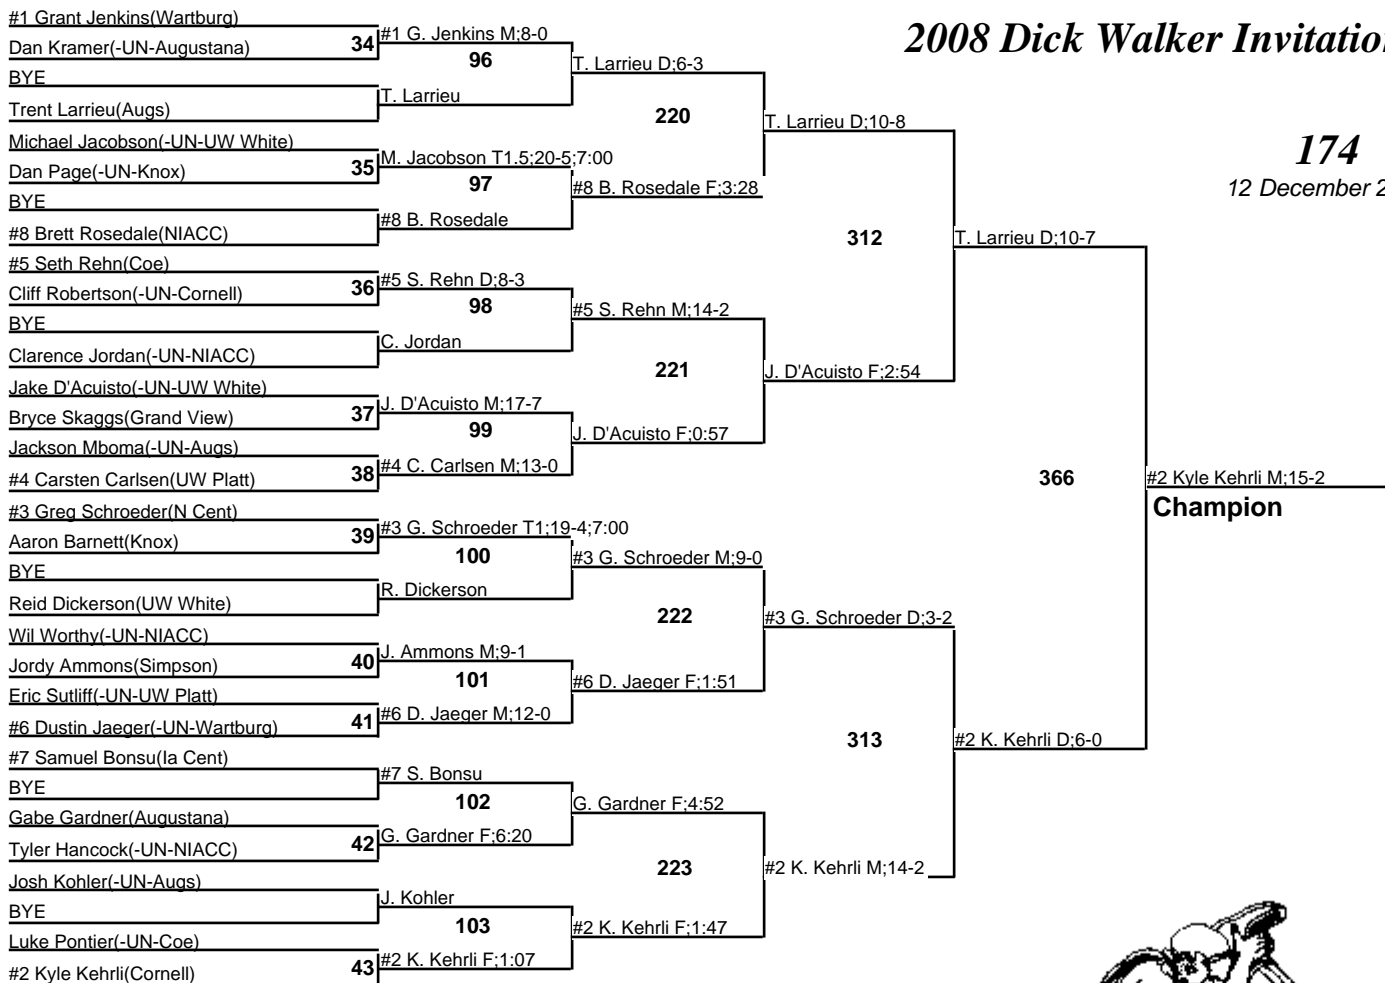 2008 Dick Walker Invitation
174
12 December 2
#1 Grant Jenkins(Wartburg)
Dan Kramer(-UN-Augustana)
BYE
Trent Larrieu(Augs)
Michael Jacobson(-UN-UW White)
Dan Page(-UN-Knox)
BYE
#8 Brett Rosedale(NIACC)
#5 Seth Rehn(Coe)
Cliff Robertson(-UN-Cornell)
BYE
Clarence Jordan(-UN-NIACC)
Jake D'Acuisto(-UN-UW White)
Bryce Skaggs(Grand View)
Jackson Mboma(-UN-Augs)
#4 Carsten Carlsen(UW Platt)
#3 Greg Schroeder(N Cent)
Aaron Barnett(Knox)
BYE
Reid Dickerson(UW White)
Wil Worthy(-UN-NIACC)
Jordy Ammons(Simpson)
Eric Sutliff(-UN-UW Platt)
#6 Dustin Jaeger(-UN-Wartburg)
#7 Samuel Bonsu(Ia Cent)
BYE
Gabe Gardner(Augustana)
Tyler Hancock(-UN-NIACC)
Josh Kohler(-UN-Augs)
BYE
Luke Pontier(-UN-Coe)
#2 Kyle Kehrli(Cornell)
34
35
36
37
38
39
40
41
42
43
#1 G. Jenkins M;8-0
T. Larrieu
M. Jacobson T1.5;20-5;7:00
#8 B. Rosedale
#5 S. Rehn D;8-3
C. Jordan
J. D'Acuisto M;17-7
#4 C. Carlsen M;13-0
#3 G. Schroeder T1;19-4;7:00
R. Dickerson
J. Ammons M;9-1
#6 D. Jaeger M;12-0
#7 S. Bonsu
G. Gardner F;6:20
J. Kohler
#2 K. Kehrli F;1:07
96
97
98
99
100
101
102
103
T. Larrieu D;6-3
#8 B. Rosedale F;3:28
#5 S. Rehn M;14-2
J. D'Acuisto F;0:57
#3 G. Schroeder M;9-0
#6 D. Jaeger F;1:51
G. Gardner F;4:52
#2 K. Kehrli F;1:47
220
221
222
223
T. Larrieu D;10-8
J. D'Acuisto F;2:54
#3 G. Schroeder D;3-2
#2 K. Kehrli M;14-2
312
313
T. Larrieu D;10-7
#2 K. Kehrli D;6-0
366
#2 Kyle Kehrli M;15-2
Champion